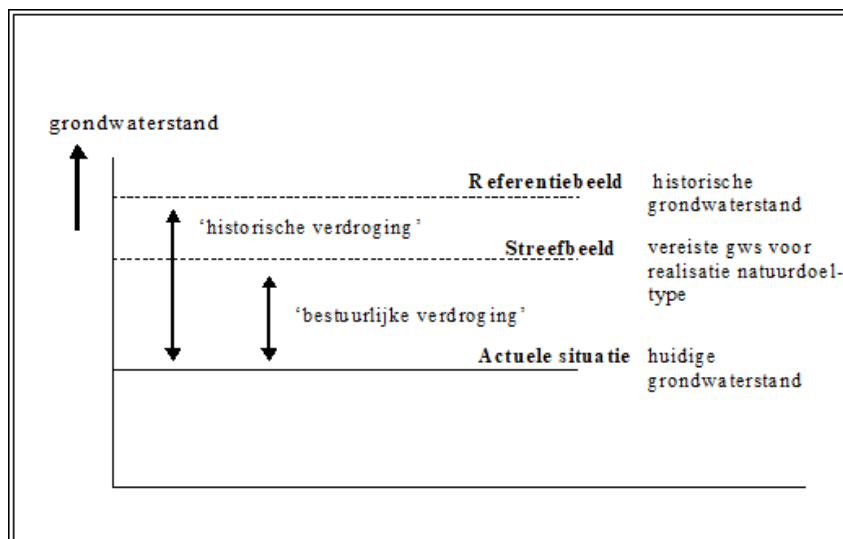 grondwaterstand
Referentiebeeld historische
grondwaterstand
'historische verdroging'
Streefbeeld vereiste gws voor
realisatie natuurdoel-
type
'bestuurlijke verdroging'
Actuele situatie huidige
grondwaterstand